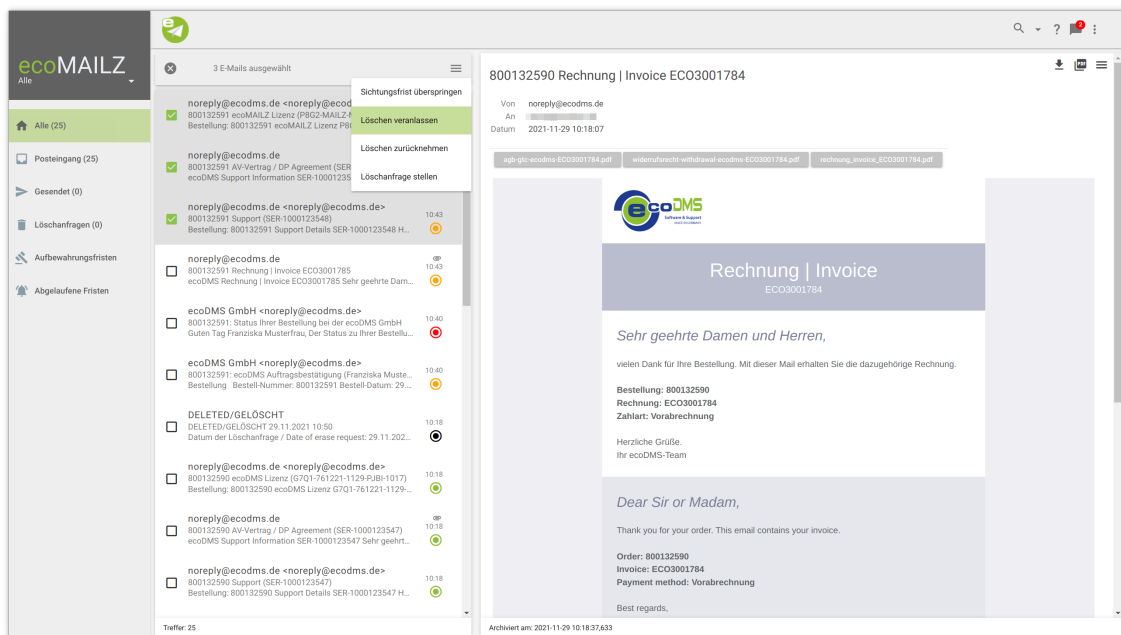 ecoMAILZ
Alle
Alle (25)
Posteingang (25)
Gesendet (0)
Löschanfragen (0)
Aufbewahrungsfristen
Abgelaufene Fristen
e
3 E-Mails ausgewählt
Sichtungsfrist überspringen
Löschen veranlassen
Löschen zurücknehmen
Löschanfrage stellen
noreply@ecodms.de <noreply@ecod
800132591 ecoMAILZ Lizenz (P8G2-MAILZ-
Bestellung: 800132591 ecoMAILZ Lizenz P8
noreply@ecodms.de
800132591 AV-Vertrag / DP Agreement (SER
ecoDMS Support Information SER-10001235
noreply@ecodms.de <noreply@ecodms.de>
800132591 Support (SER-1000123548) 10:43
Bestellung: 800132591 Support Details SER-1000123548 H...
noreply@ecodms.de
800132591 Rechnung | Invoice ECO3001785 10:43
ecoDMS Rechnung | Invoice ECO3001785 Sehr geehrte Dam...
ecoDMS GmbH <noreply@ecodms.de>
800132591: Status Ihrer Bestellung bei der ecoDMS GmbH 10:40
Guten Tag Franziska Musterfrau, Der Status zu Ihrer Bestellu...
ecoDMS GmbH <noreply@ecodms.de>
800132591: ecoDMS Auftragsbestätigung (Franziska Muste... 10:40
Bestellung Bestell-Nummer: 800132591 Bestell-Datum: 29....
DELETED/GELÖSCHT
DELETED/GELÖSCHT 29.11.2021 10:50 10:18
Datum der Löschanfrage / Date of erase request: 29.11.202...
noreply@ecodms.de <noreply@ecodms.de>
800132590 ecoDMS Lizenz (G7Q1-761221-1129-PJBI-1017) 10:18
Bestellung: 800132590 ecoDMS Lizenz G7Q1-761221-1129-...
noreply@ecodms.de
800132590 AV-Vertrag / DP Agreement (SER-1000123547) 10:18
ecoDMS Support Information SER-1000123547 Sehr geehrt...
noreply@ecodms.de <noreply@ecodms.de>
800132590 Support (SER-1000123547) 10:18
Bestellung: 800132590 Support Details SER-1000123547 H...
Treffer: 25
? 2
800132590 Rechnung | Invoice ECO3001784
PDF
Von noreply@ecodms.de
An
Datum 2021-11-29 10:18:07
agb-gtc-ecodms-ECO3001784.pdf widerrufsrecht-withdrawal-ecodms-ECO3001784.pdf rechnung_invoice_ECO3001784.pdf
ecoDMS
Software & Support
Rechnung | Invoice
ECO3001784
Sehr geehrte Damen und Herren,
vielen Dank für Ihre Bestellung. Mit dieser Mail erhalten Sie die dazugehörige Rechnung.
Bestellung: 800132590
Rechnung: ECO3001784
Zahlart: Vorabrechnung
Herzliche Grüße.
Ihr ecoDMS-Team
Dear Sir or Madam,
Thank you for your order. This email contains your invoice.
Order: 800132590
Invoice: ECO3001784
Payment method: Vorabrechnung
Best regards,
Archiviert am: 2021-11-29 10:18:37,633